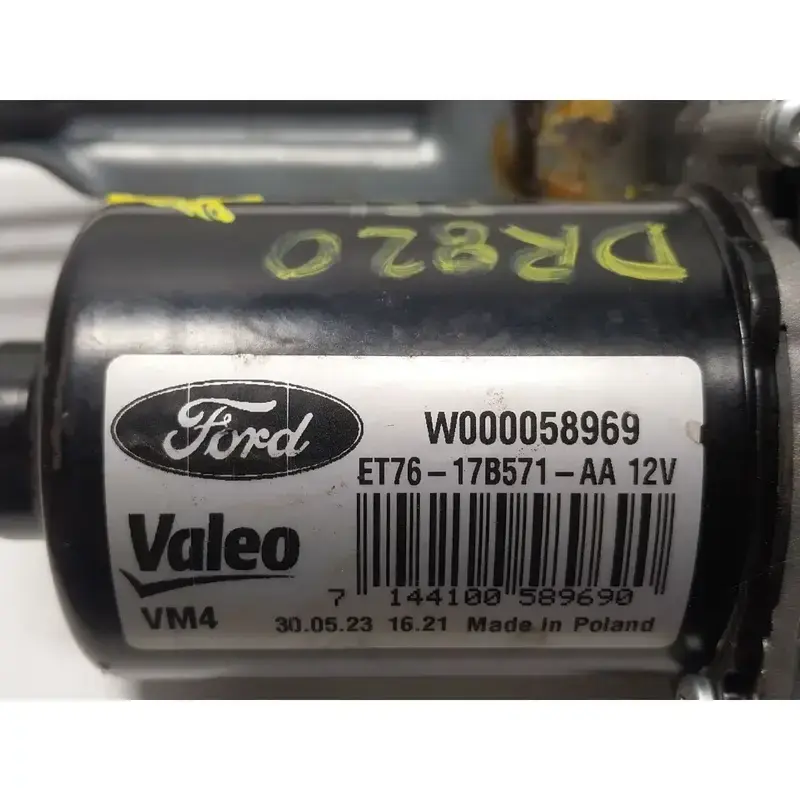 DR820
Ford
W000058969
ET76-17B571-AA 12V
Valeo
7 144100 589690
VM4
30.05.23 16.21 Made in Poland